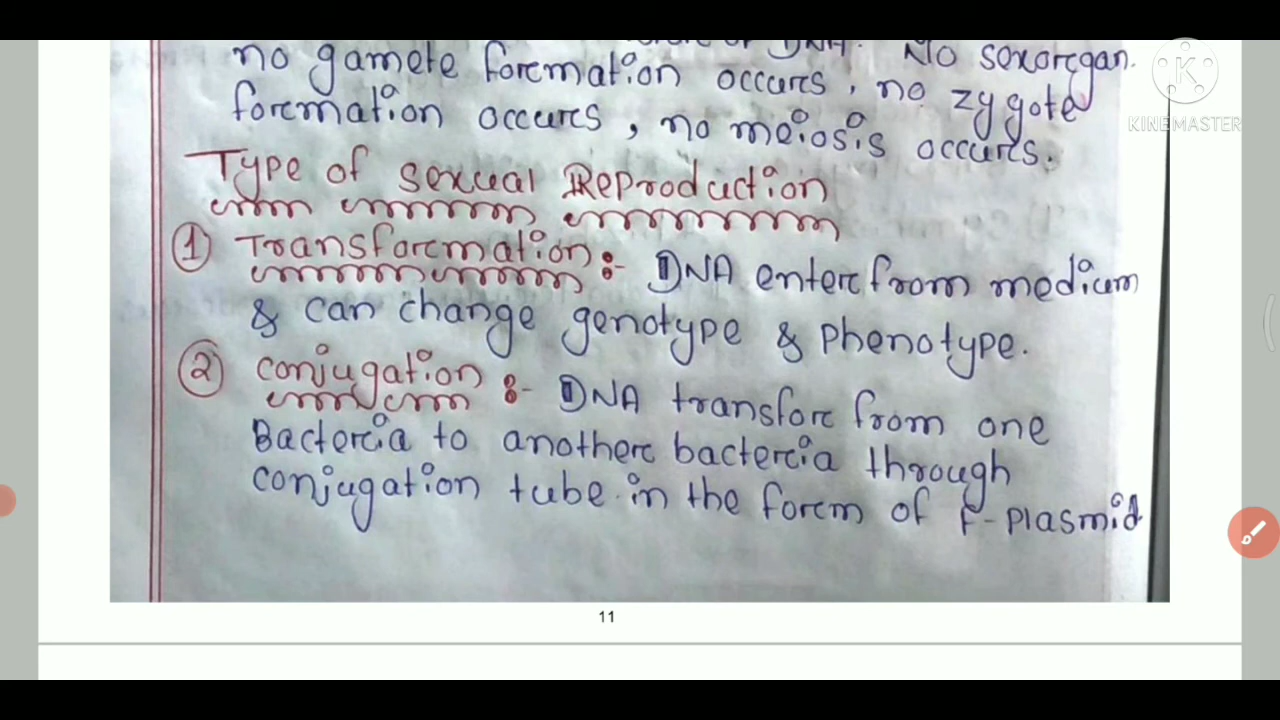 of DNA. No sexorgan.
no gamete formation occurs, no zygote
formation occurs, no meiosis occurs.
Type of sexual Reproduction
① Transformation :- DNA enter from medium
& can change genotype & phenotype.
② conjugation :- DNA transfor from one
Bacteria to another bacteria through
conjugation tube in the form of F-plasmid
11
K
KINEMASTER